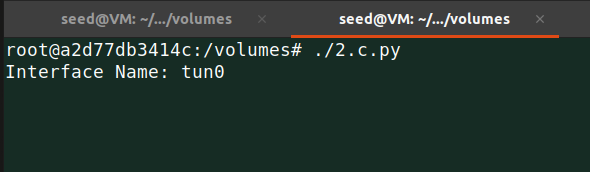 seed@VM: ~/.../volumes × seed@VM: ~/.../volumes ×
root@a2d77db3414c:/volumes# ./2.c.py
Interface Name: tun0